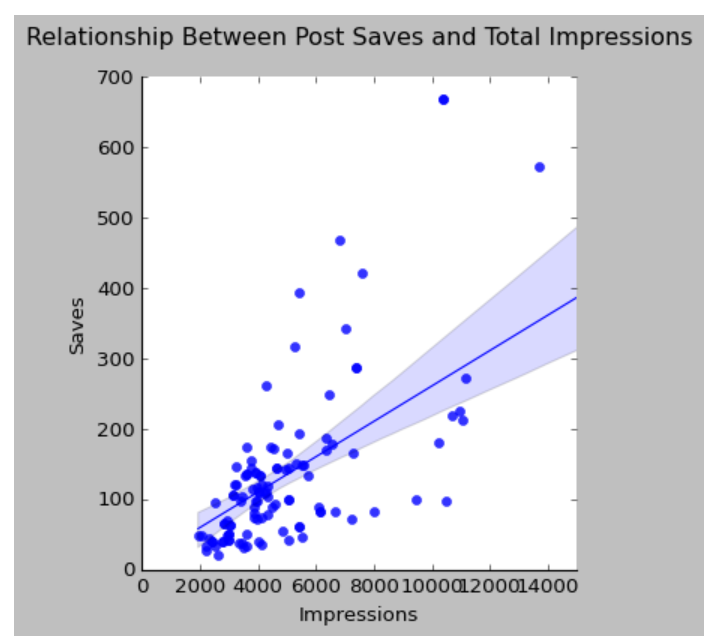 Relationship Between Post Saves and Total Impressions
700
600
500
400
300
200
100
0
Saves
0 2000 4000 6000 8000 10000 12000 14000
Impressions